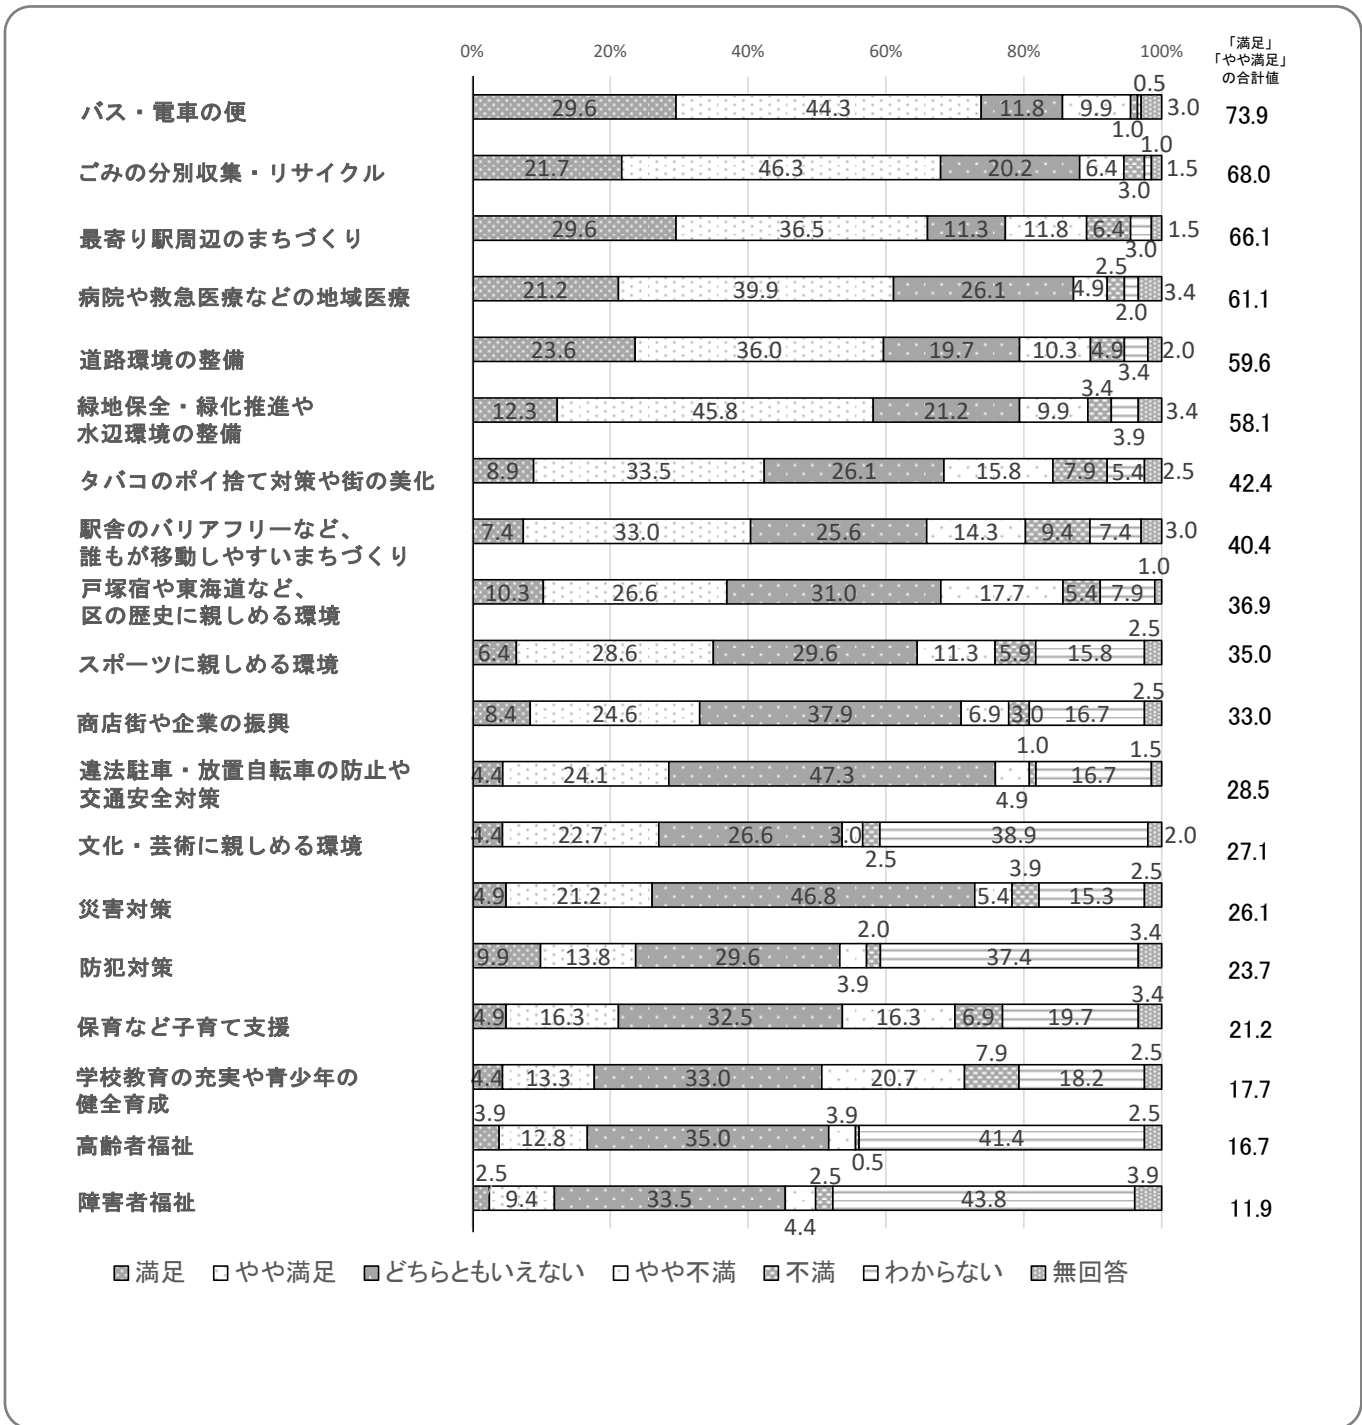 0% 20% 40% 60% 80% 100%
「満足」
「やや満足」
の合計値
0.5
バス・電車の便 29.6 44.3 11.8 9.9 3.0 73.9
1.0
1.0
ごみの分別収集・リサイクル 21.7 46.3 20.2 6.4 1.5 68.0
3.0
最寄り駅周辺のまちづくり 29.6 36.5 11.3 11.8 6.4 1.5 66.1
3.0
2.5
病院や救急医療などの地域医療 21.2 39.9 26.1 4.9 3.4 61.1
2.0
道路環境の整備 23.6 36.0 19.7 10.3 4.9 2.0 59.6
3.4
3.4
緑地保全・緑化推進や
水辺環境の整備 12.3 45.8 21.2 9.9 3.4 58.1
3.9
タバコのポイ捨て対策や街の美化 8.9 33.5 26.1 15.8 7.9 5.4 2.5 42.4
駅舎のバリアフリーなど、
誰もが移動しやすいまちづくり 7.4 33.0 25.6 14.3 9.4 7.4 3.0 40.4
1.0
戸塚宿や東海道など、
区の歴史に親しめる環境 10.3 26.6 31.0 17.7 5.4 7.9 36.9
2.5
スポーツに親しめる環境 6.4 28.6 29.6 11.3 5.9 15.8 35.0
2.5
商店街や企業の振興 8.4 24.6 37.9 6.9 3.0 16.7 33.0
1.0 1.5
違法駐車・放置自転車の防止や
交通安全対策 4.4 24.1 47.3 16.7 28.5
4.9
文化・芸術に親しめる環境 4.4 22.7 26.6 3.0 38.9 2.0 27.1
2.5
3.9 2.5
災害対策 4.9 21.2 46.8 5.4 15.3 26.1
2.0 3.4
防犯対策 9.9 13.8 29.6 37.4 23.7
3.9
3.4
保育など子育て支援 4.9 16.3 32.5 16.3 6.9 19.7 21.2
7.9 2.5
学校教育の充実や青少年の
健全育成 4.4 13.3 33.0 20.7 18.2 17.7
3.9 3.9 2.5
高齢者福祉 12.8 35.0 41.4 16.7
0.5
2.5 2.5 3.9
障害者福祉 9.4 33.5 43.8 11.9
4.4
満足 やや満足 どちらともいえない やや不満 不満 わからない 無回答